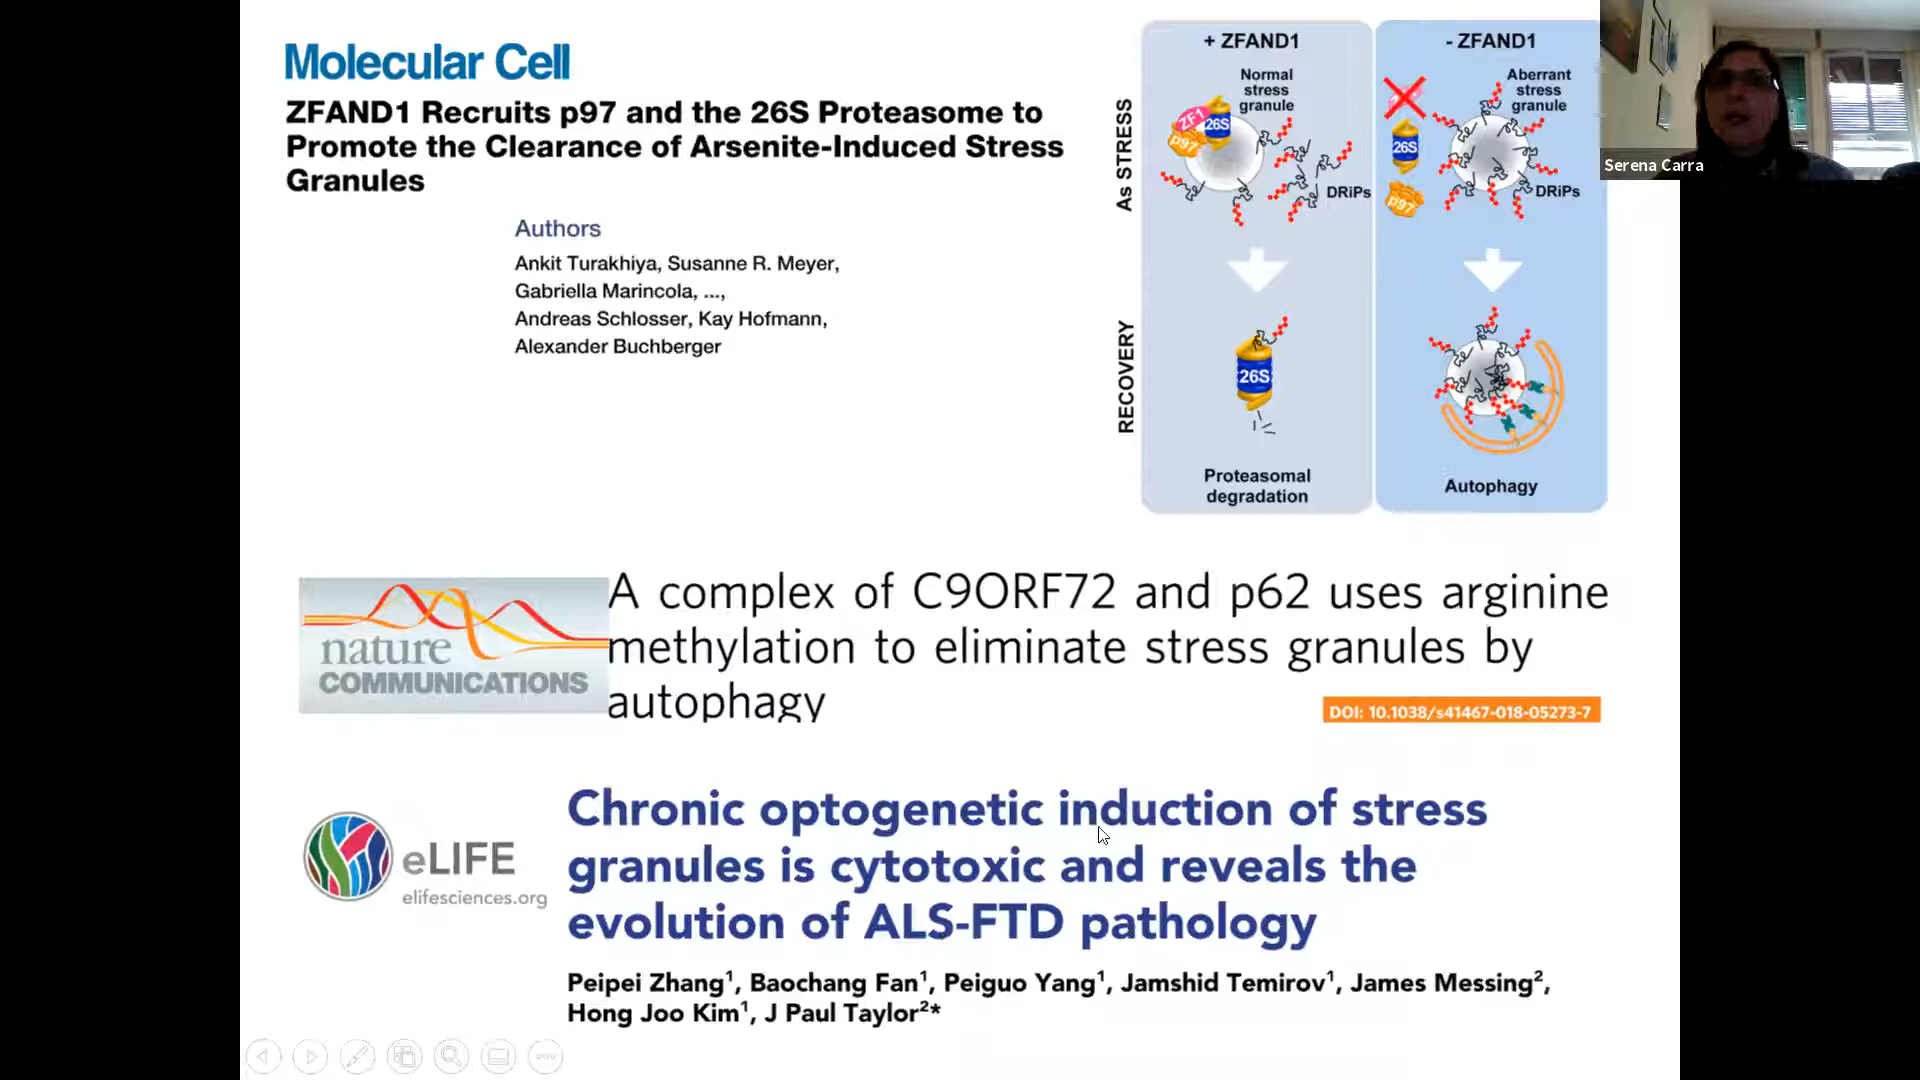 Molecular Cell
ZFAND1 Recruits p97 and the 26S Proteasome to
Promote the Clearance of Arsenite-Induced Stress
Granules
Authors
Ankit Turakhiya, Susanne R. Meyer,
Gabriella Marincola, ...,
Andreas Schlosser, Kay Hofmann,
Alexander Buchberger
+ ZFAND1
Normal
stress
granule
ZF1
26S
p97
DRiPs
As STRESS
- ZFAND1
Aberrant
stress
granule
26S
p97
DRiPs
RECOVERY
26S
Proteasomal
degradation
Autophagy
Serena Carra
nature
COMMUNICATIONS
A complex of C9ORF72 and p62 uses arginine
methylation to eliminate stress granules by
autophagy
DOI: 10.1038/s41467-018-05273-7
eLIFE
elifesciences.org
Chronic optogenetic induction of stress
granules is cytotoxic and reveals the
evolution of ALS-FTD pathology
Peipei Zhang¹, Baochang Fan¹, Peiguo Yang¹, Jamshid Temirov¹, James Messing²,
Hong Joo Kim¹, J Paul Taylor²*